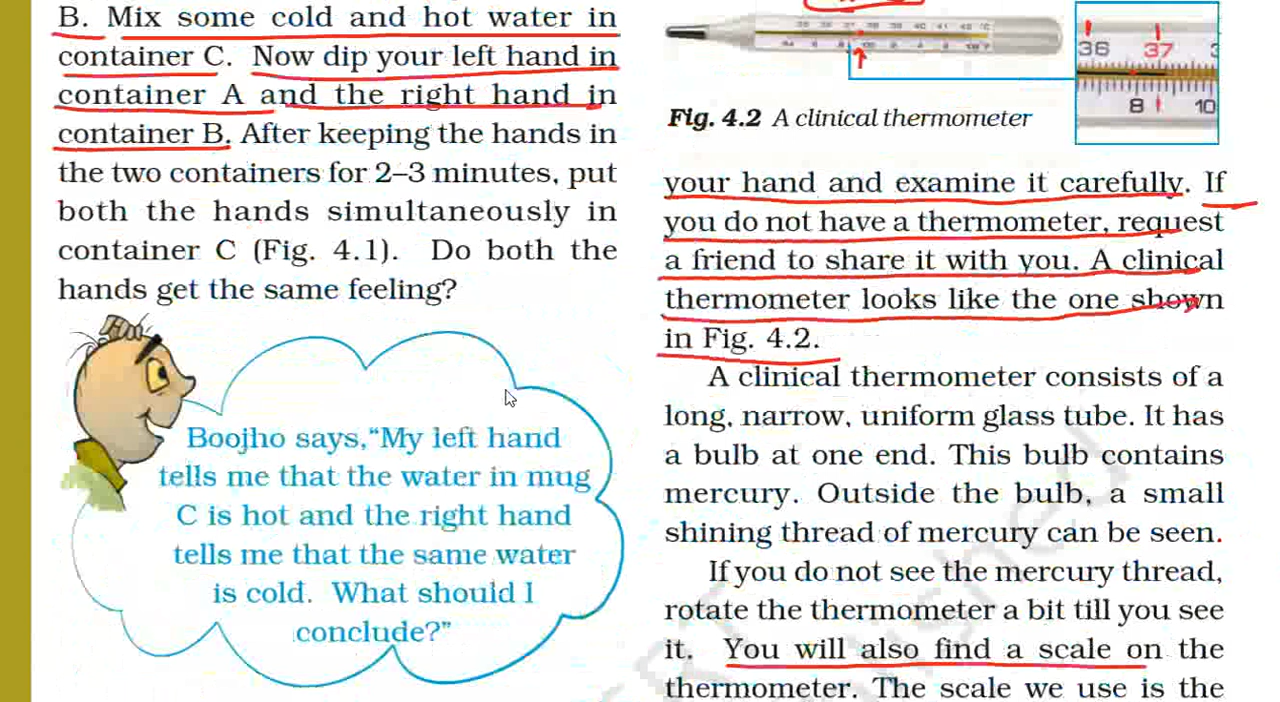 B. Mix some cold and hot water in
container C. Now dip your left hand in
container A and the right hand in
container B. After keeping the hands in
the two containers for 2–3 minutes, put
both the hands simultaneously in
container C (Fig. 4.1). Do both the
hands get the same feeling?
Boojho says,“My left hand
tells me that the water in mug
C is hot and the right hand
tells me that the same water
is cold. What should I
conclude?”
36 37
8 10
Fig. 4.2 A clinical thermometer
your hand and examine it carefully. If
you do not have a thermometer, request
a friend to share it with you. A clinical
thermometer looks like the one shown
in Fig. 4.2.
A clinical thermometer consists of a
long, narrow, uniform glass tube. It has
a bulb at one end. This bulb contains
mercury. Outside the bulb, a small
shining thread of mercury can be seen.
If you do not see the mercury thread,
rotate the thermometer a bit till you see
it. You will also find a scale on the
thermometer. The scale we use is the